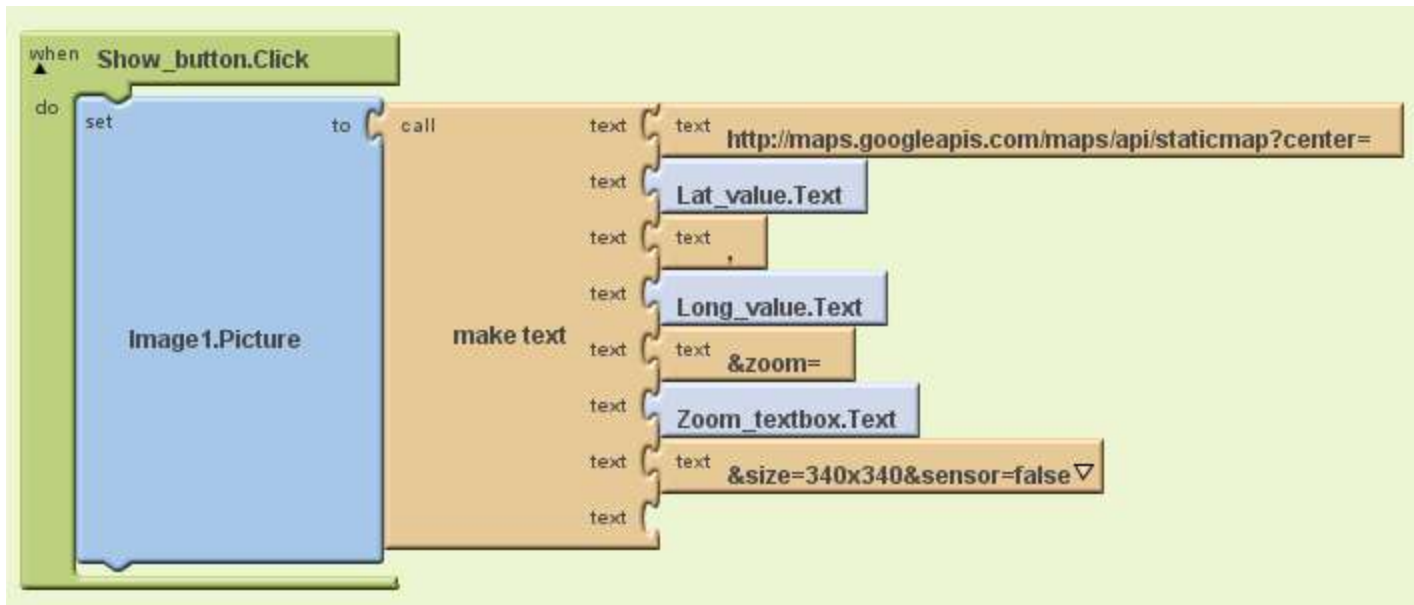 when Show_button.Click
do set to call text text http://maps.googleapis.com/maps/api/staticmap?center=
text Lat_value.Text
text text ,
text Long_value.Text
Image1.Picture make text text text &zoom=
text Zoom_textbox.Text
text text &size=340x340&sensor=false
text